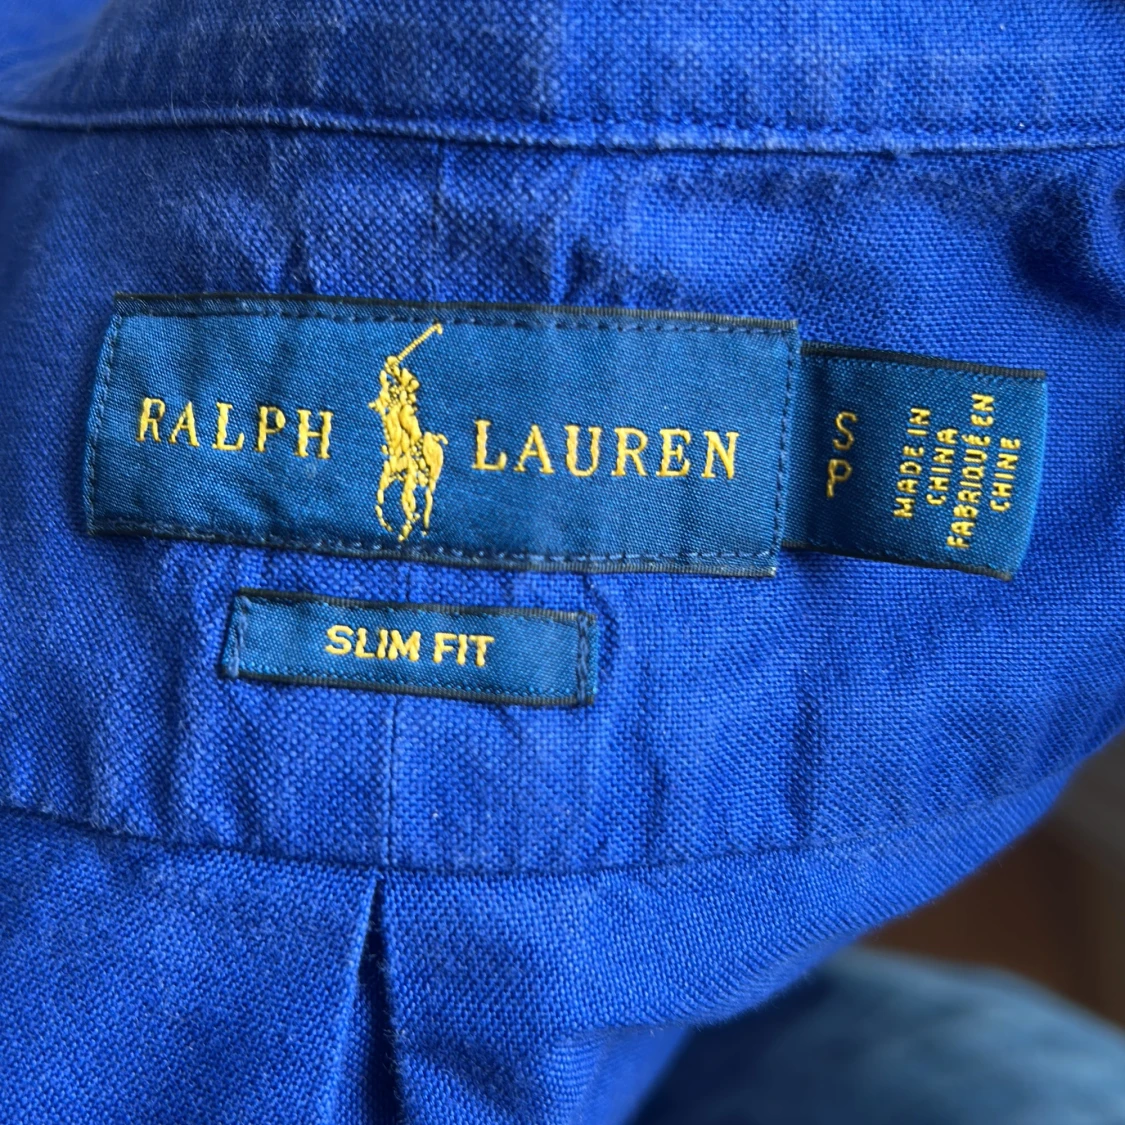 RALPH LAUREN
S
P
MADE IN
CHINA
FABRIQUÉ EN
CHINE
SLIM FIT